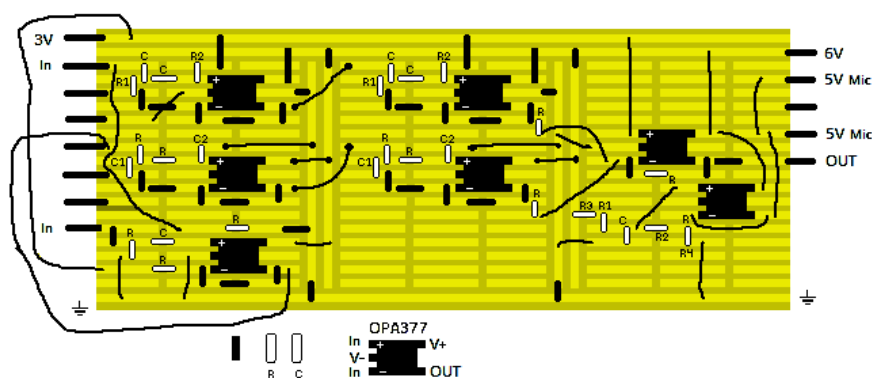 3V
In
In
C R2
R1 C
C R2
R1 C
R C2
C1 R
R C2
C1 R
R C
R
R
R
R
R
R3 R1
C R2
R
R4
6V
5V Mic
5V Mic
OUT
R C
OPA377
In + V+
V−
In − OUT